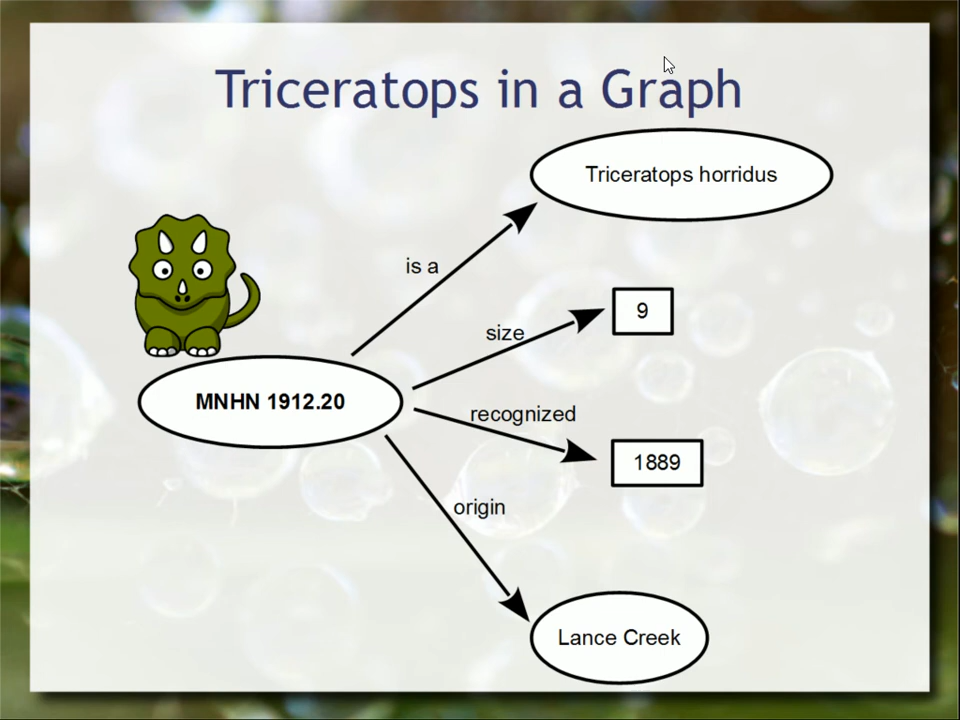 Triceratops in a Graph
Triceratops horridus
is a
9
size
MNHN 1912.20
recognized
1889
origin
Lance Creek